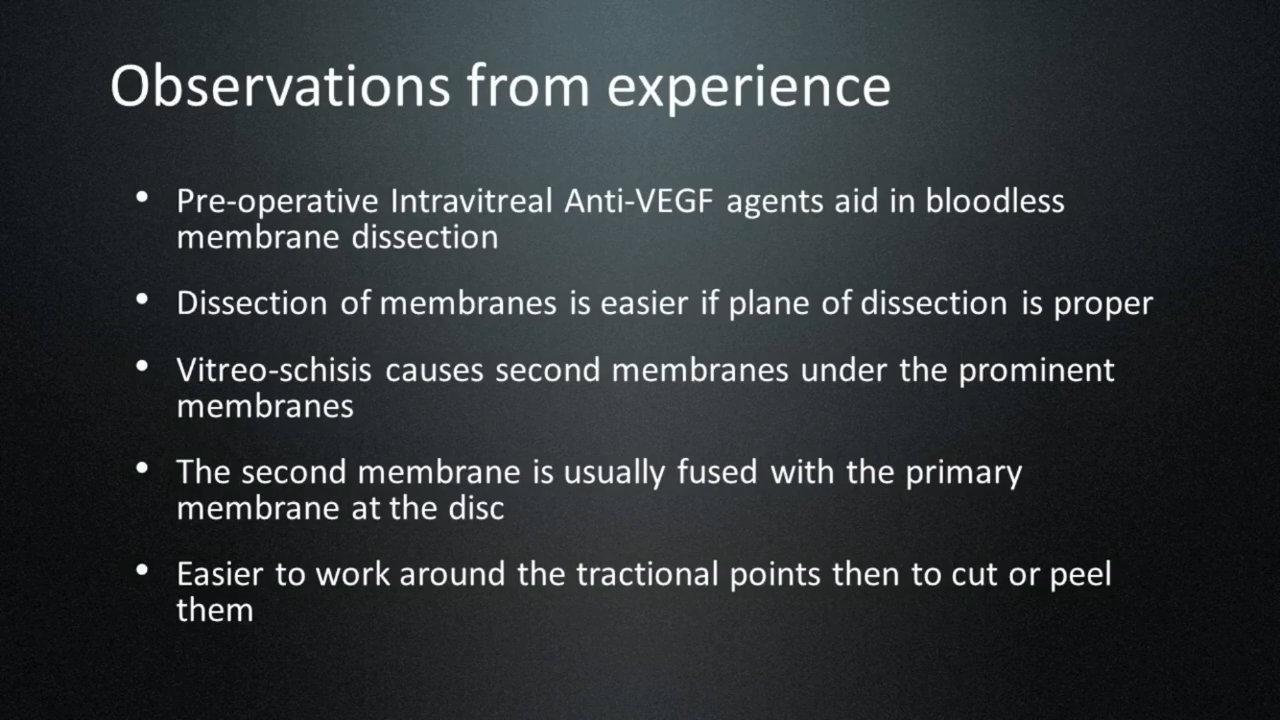 Observations from experience
• Pre-operative Intravitreal Anti-VEGF agents aid in bloodless
membrane dissection
• Dissection of membranes is easier if plane of dissection is proper
• Vitreo-schisis causes second membranes under the prominent
membranes
• The second membrane is usually fused with the primary
membrane at the disc
• Easier to work around the tractional points then to cut or peel
them